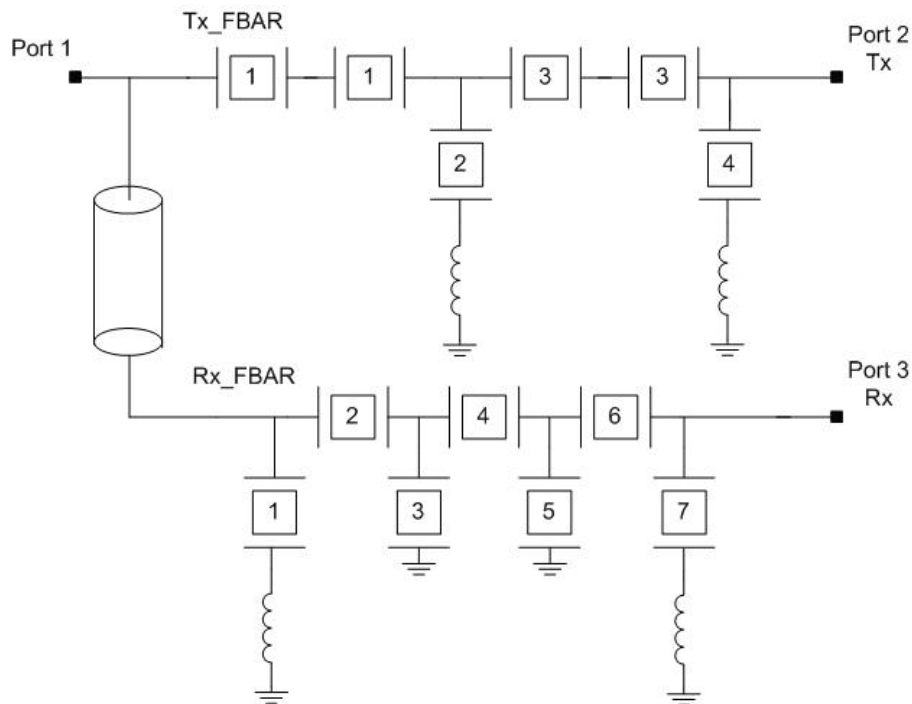 Tx_FBAR
Port 1
Port 2
Tx
1 1 3 3
2 4
Rx_FBAR
Port 3
Rx
2 4 6
1 3 5 7